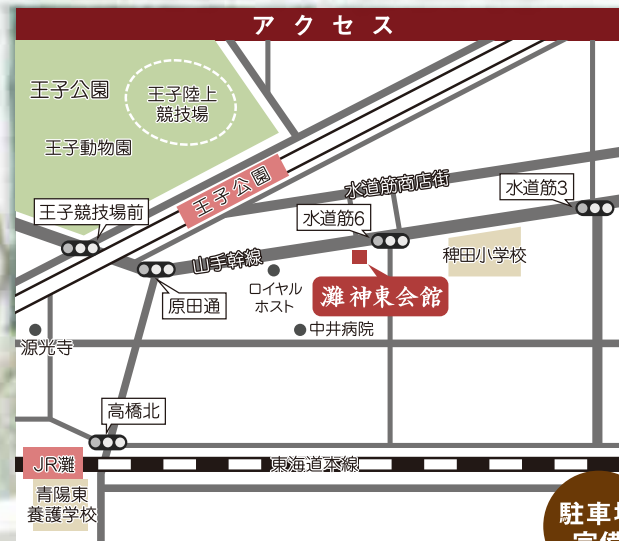 アクセス
王子公園
王子陸上
競技場
王子動物園
王子公園
水道筋商店街
水道筋3
王子競技場前
水道筋6
山手幹線
稗田小学校
ロイヤル
ホスト
灘神東会館
原田通
中井病院
源光寺
高橋北
JR灘
東海道本線
青陽東
養護学校
駐車場
完備